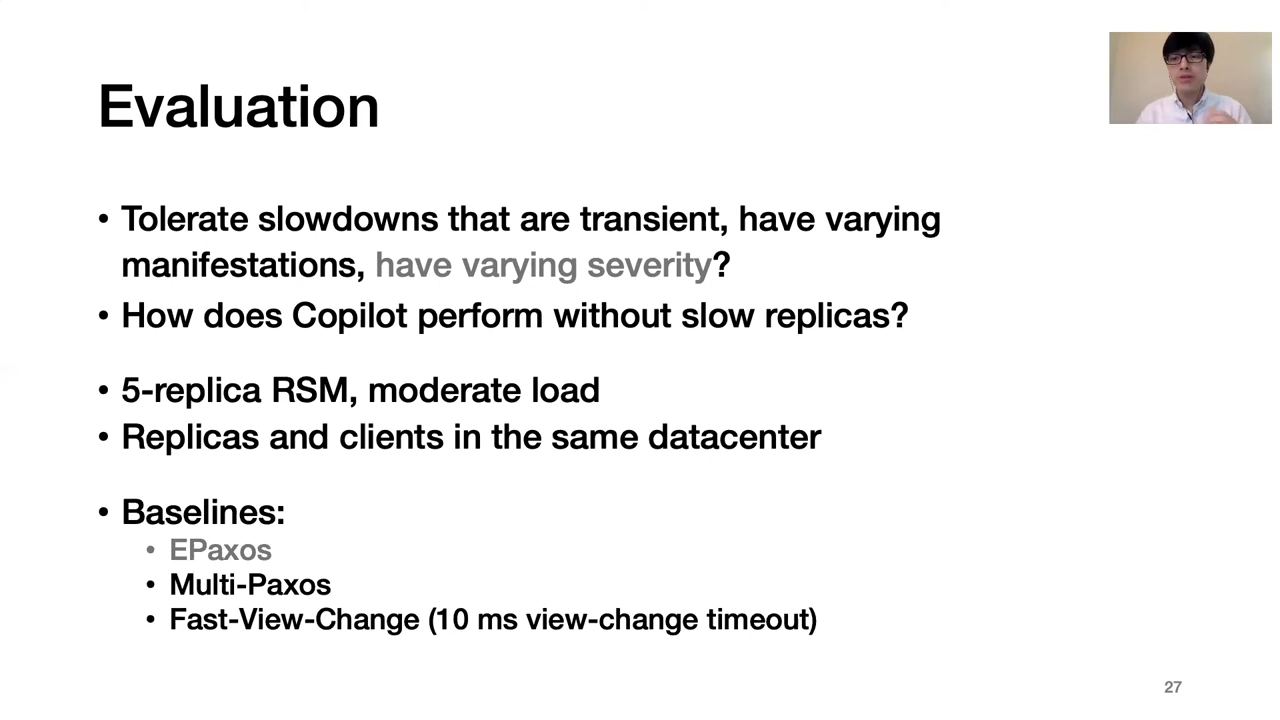 Evaluation
• Tolerate slowdowns that are transient, have varying
manifestations, have varying severity?
• How does Copilot perform without slow replicas?
• 5-replica RSM, moderate load
• Replicas and clients in the same datacenter
• Baselines:
• EPaxos
• Multi-Paxos
• Fast-View-Change (10 ms view-change timeout)
27